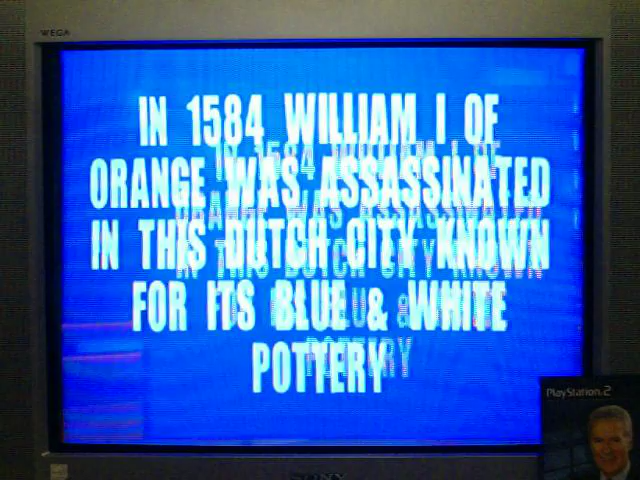 WEGA
IN 1584 WILLIAM I OF
ORANGE WAS ASSASSINATED
IN THIS DUTCH CITY KNOWN
FOR ITS BLUE & WHITE
POTTERY
PlayStation.2
SONY